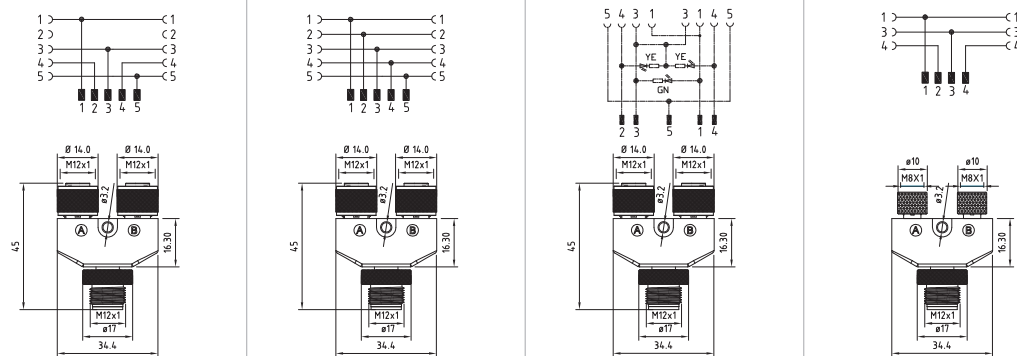 1 1
2 2
3 3
4 4
5 5
1 2 3 4 5
Ø 14.0 Ø 14.0
M12x1 M12x1
ø3.2
A B
45
16.30
M12x1
ø17
34.4
1 1
2 2
3 3
4 4
5 5
1 2 3 4 5
Ø 14.0 Ø 14.0
M12x1 M12x1
ø3.2
A B
45
16.30
M12x1
ø17
34.4
5 4 3 1 3 1 4 5
YE YE
GN
2 3 5 1 4
Ø 14.0 Ø 14.0
M12x1 M12x1
ø3.2
A B
45
16.30
M12x1
ø17
34.4
1 1
3 3
4 4
1 2 3 4
ø10 ø10
M8X1 M8X1
ø3.2
A B
45
16.30
M12x1
ø17
34.4